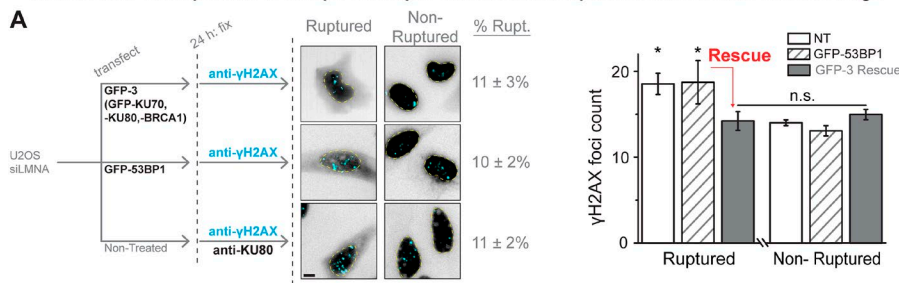 A
transfect
24 h: fix
Ruptured
Non-
Ruptured
% Rupt.
anti-γH2AX
GFP-3
(GFP-KU70,
-KU80,-BRCA1)
11 ± 3%
U2OS
siLMNA
anti-γH2AX
GFP-53BP1
10 ± 2%
anti-γH2AX
Non-Treated
anti-KU80
11 ± 2%
NT
GFP-53BP1
GFP-3 Rescue
* * Rescue
n.s.
γH2AX foci count
20
10
0
Ruptured
Non- Ruptured